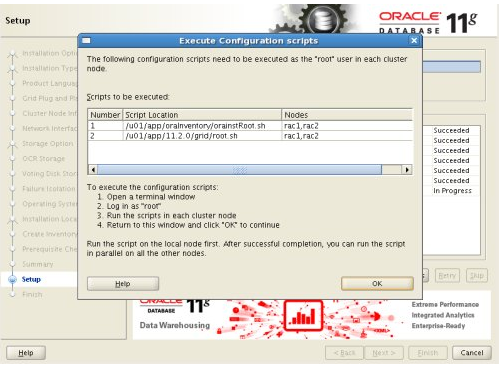 Setup
ORACLE 11g
DATABASE
Execute Configuration scripts
The following configuration scripts need to be executed as the "root" user in each cluster
node.
Scripts to be executed:
Number Script Location Nodes
1 /u01/app/oraInventory/orainstRoot.sh rac1,rac2
2 /u01/app/11.2.0/grid/root.sh rac1,rac2
To execute the configuration scripts:
1. Open a terminal window
2. Log in as "root"
3. Run the scripts in each cluster node
4. Return to this window and click "OK" to continue
Run the script on the local node first. After successful completion, you can run the script
in parallel on all the other nodes.
Help
OK
Installation Opti
Installation Type
Product Languag
Grid Plug and Pl
Cluster Node Inf
Network Interfac
Storage Option
OCR Storage
Voting Disk Stor
Failure Isolation
Operating Syste
Installation Loca
Create Inventory
Prerequisite Che
Summary
Setup
Finish
Succeeded
Succeeded
Succeeded
Succeeded
Succeeded
Succeeded
In Progress
Retry
Skip
ORACLE 11g
DATABASE
Data Warehousing
Extreme Performance
Integrated Analytics
Enterprise-Ready
Help
< Back
Next >
Finish
Cancel